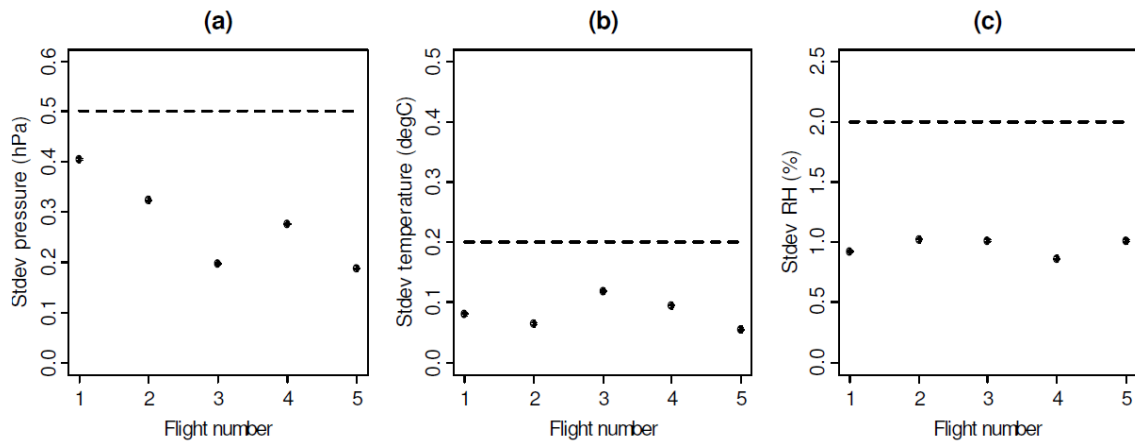 (a)
Stdev pressure (hPa)
0.0 0.1 0.2 0.3 0.4 0.5 0.6
1 2 3 4 5
Flight number
(b)
Stdev temperature (degC)
0.0 0.1 0.2 0.3 0.4 0.5
1 2 3 4 5
Flight number
(c)
Stdev RH (%)
0.0 0.5 1.0 1.5 2.0 2.5
1 2 3 4 5
Flight number